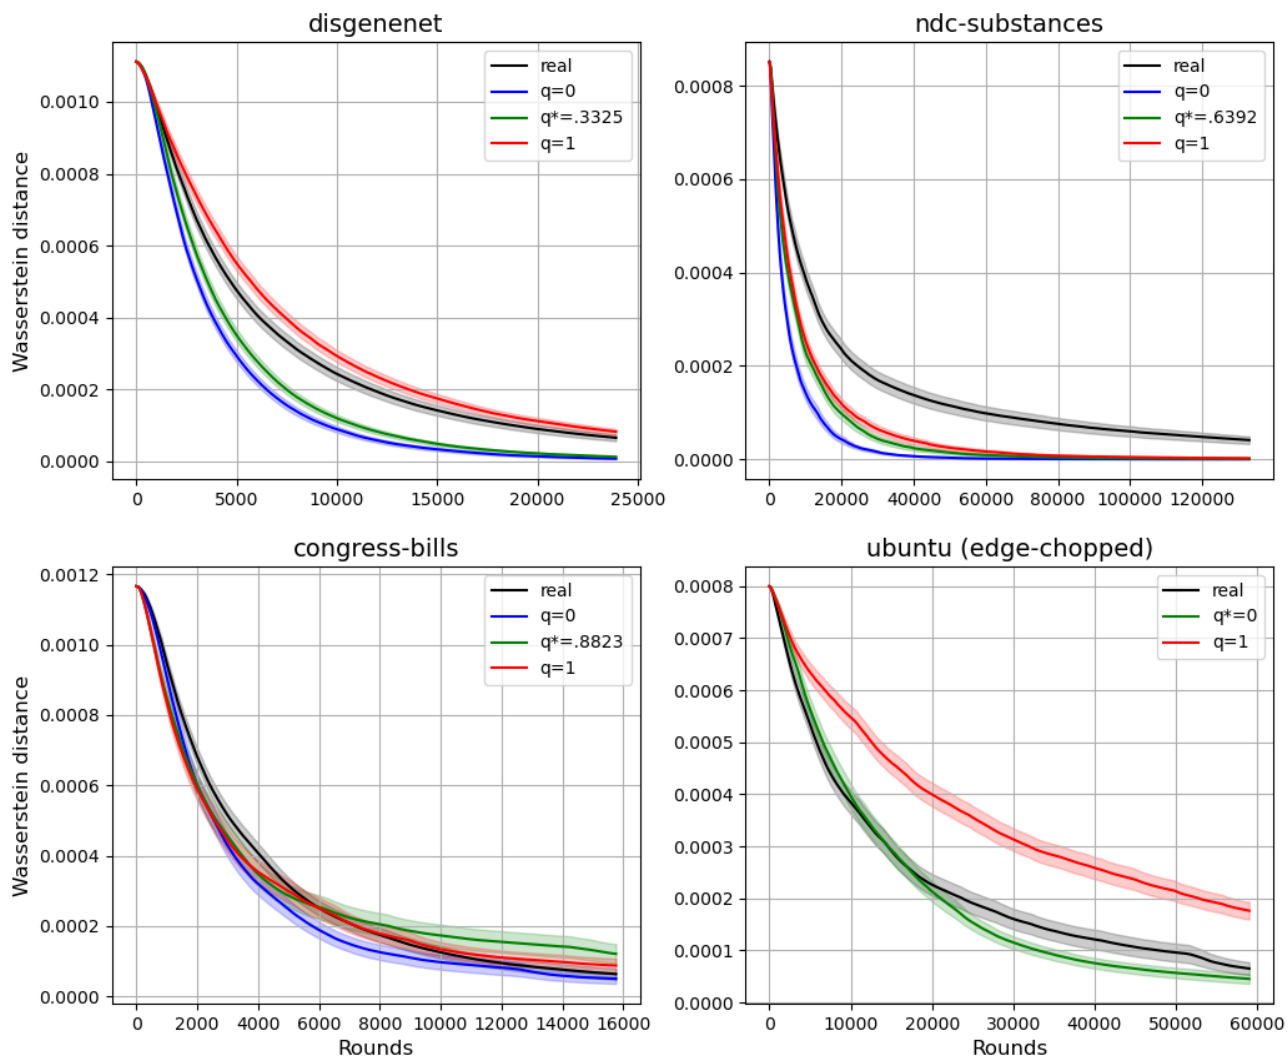 disgenenet
Wasserstein distance
0.0010
0.0008
0.0006
0.0004
0.0002
0.0000
real
q=0
q*=.3325
q=1
0 5000 10000 15000 20000 25000
ndc-substances
0.0008
0.0006
0.0004
0.0002
0.0000
real
q=0
q*=.6392
q=1
0 20000 40000 60000 80000 100000 120000
congress-bills
Wasserstein distance
0.0012
0.0010
0.0008
0.0006
0.0004
0.0002
0.0000
real
q=0
q*=.8823
q=1
0 2000 4000 6000 8000 10000 12000 14000 16000
Rounds
ubuntu (edge-chopped)
0.0008
0.0007
0.0006
0.0005
0.0004
0.0003
0.0002
0.0001
0.0000
real
q*=0
q=1
0 10000 20000 30000 40000 50000 60000
Rounds